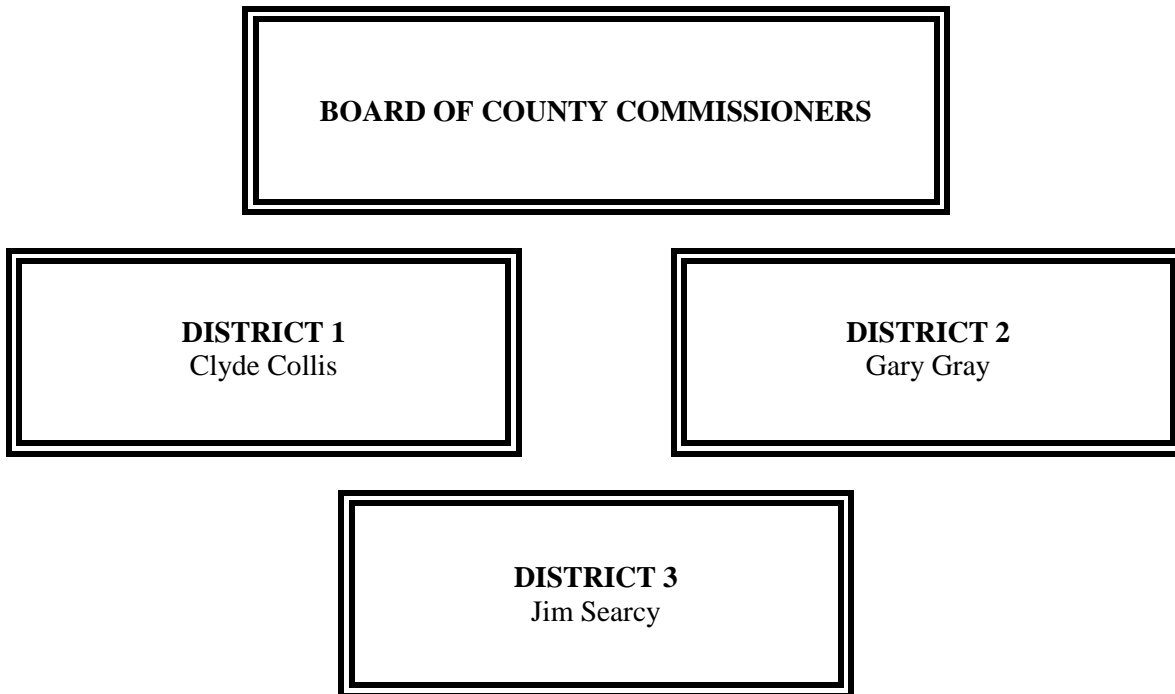 BOARD OF COUNTY COMMISSIONERS
DISTRICT 1
Clyde Collis
DISTRICT 2
Gary Gray
DISTRICT 3
Jim Searcy